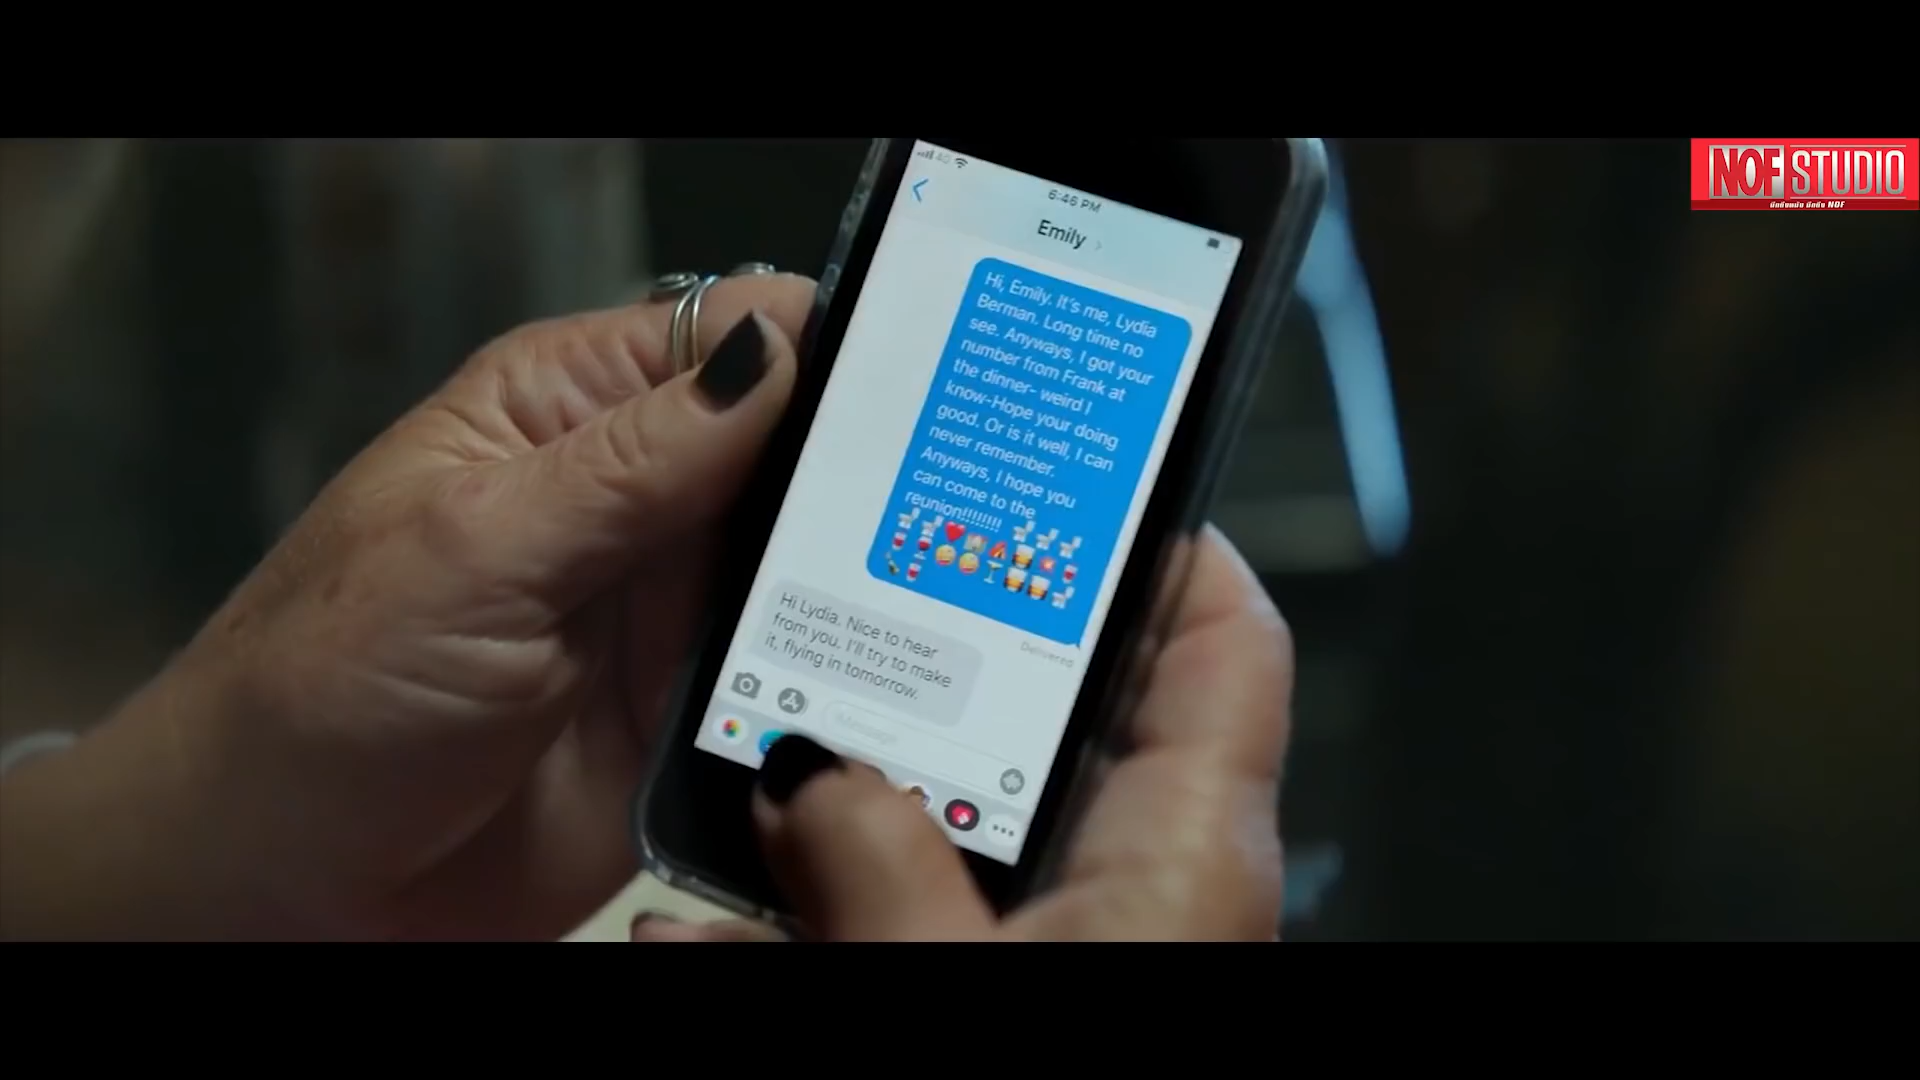 NOF STUDIO
4G
6:46 PM
Emily
Hi, Emily. It's me, Lydia
Berman. Long time no
see. Anyways, I got your
number from Frank at
the dinner- weird I
know-Hope your doing
good. Or is it well, I can
never remember.
Anyways, I hope you
can come to the
reunion!!!!!!!!
Delivered
Hi Lydia. Nice to hear
from you. I'll try to make
it, flying in tomorrow.
iMessage